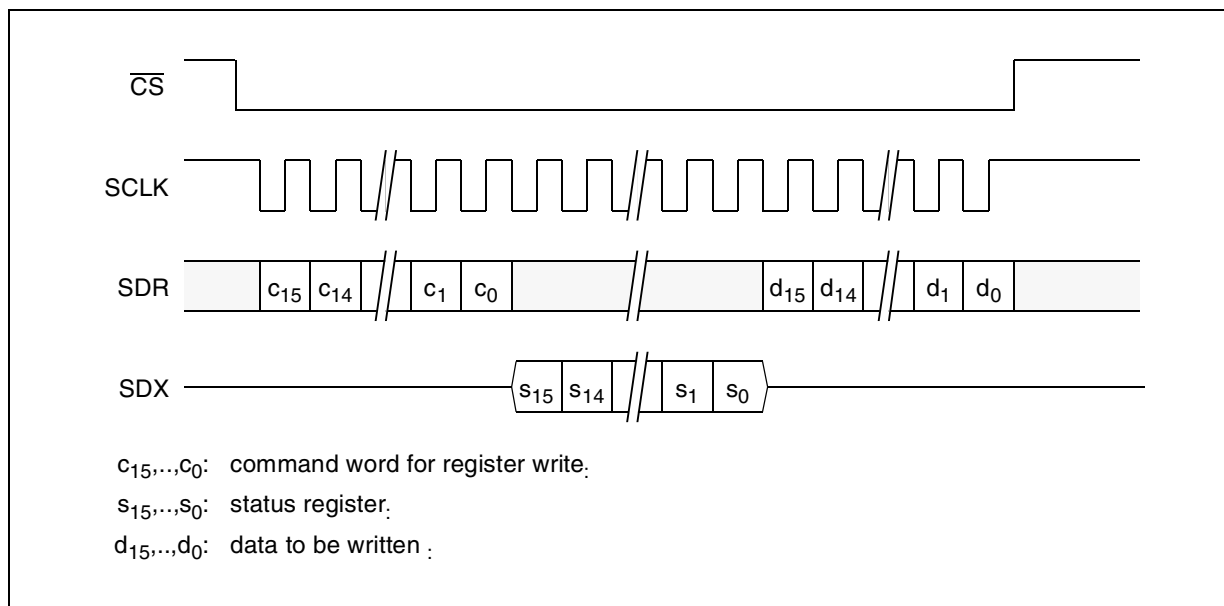 CS
SCLK
SDR c15 c14 c1 c0 d15 d14 d1 d0
SDX s15 s14 s1 s0
c15,..,c0: command word for register write:
s15,..,s0: status register:
d15,..,d0: data to be written :